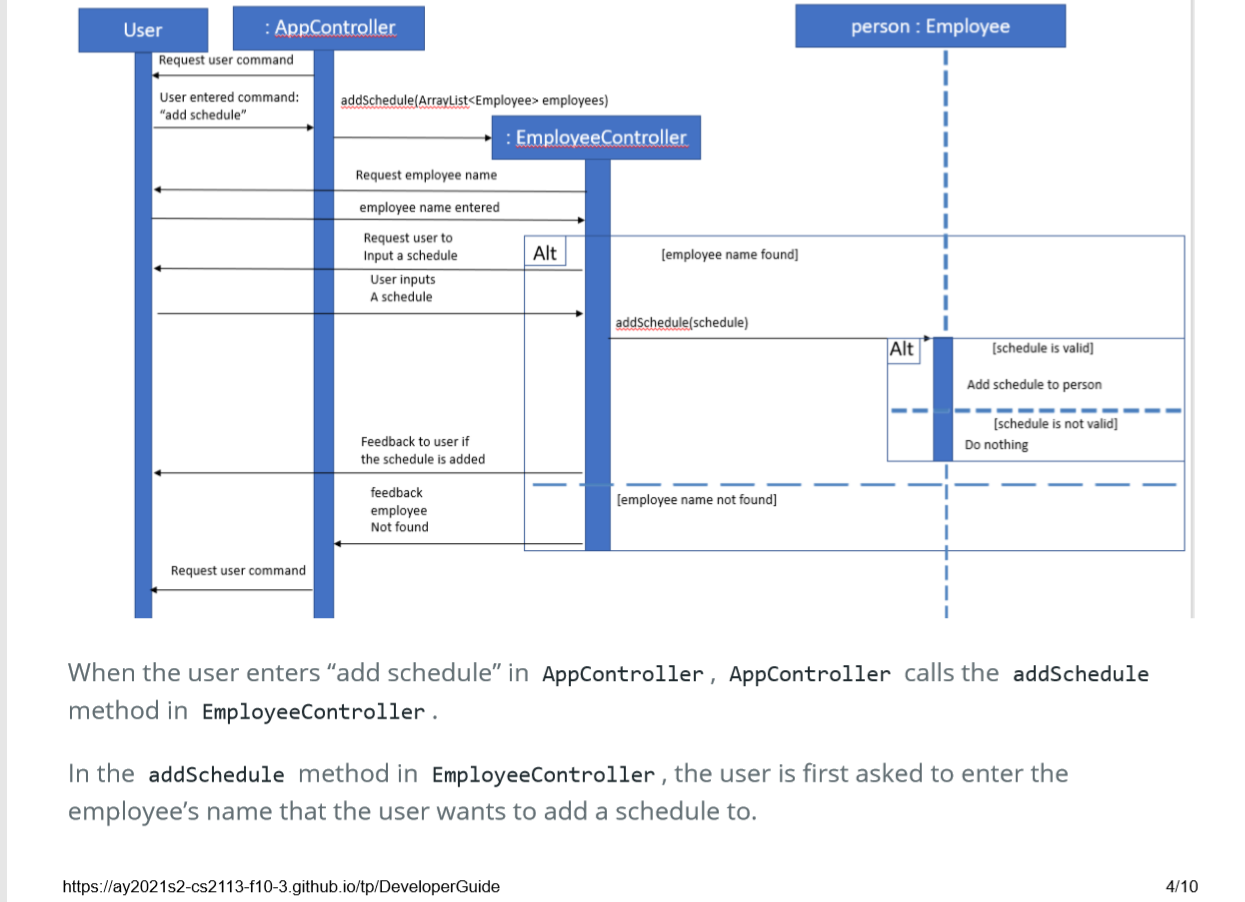 User
: AppController
person : Employee
Request user command
User entered command:
“add schedule”
addSchedule(ArrayList<Employee> employees)
: EmployeeController
Request employee name
employee name entered
Request user to
Input a schedule
Alt
[employee name found]
User inputs
A schedule
addSchedule(schedule)
Alt
[schedule is valid]
Add schedule to person
[schedule is not valid]
Do nothing
Feedback to user if
the schedule is added
feedback
employee
Not found
[employee name not found]
Request user command
When the user enters “add schedule” in AppController, AppController calls the addSchedule
method in EmployeeController.
In the addSchedule method in EmployeeController, the user is first asked to enter the
employee’s name that the user wants to add a schedule to.
https://ay2021s2-cs2113-f10-3.github.io/tp/DeveloperGuide
4/10